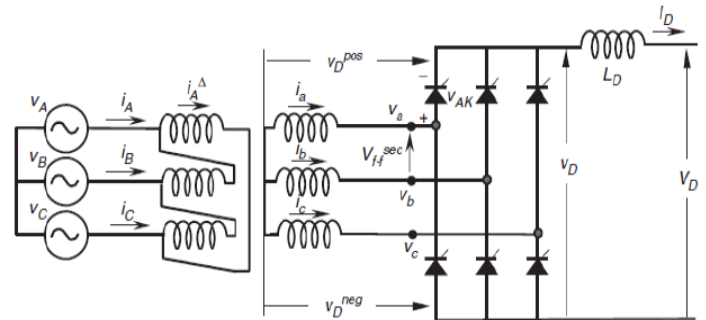 I_D
v_D^pos
L_D
v_A
i_A
i_A^Δ
i_a
v_a
–
+
v_AK
v_B
i_B
i_b
V_f-f^sec
v_b
v_D
V_D
v_C
i_C
i_c
v_c
v_D^neg